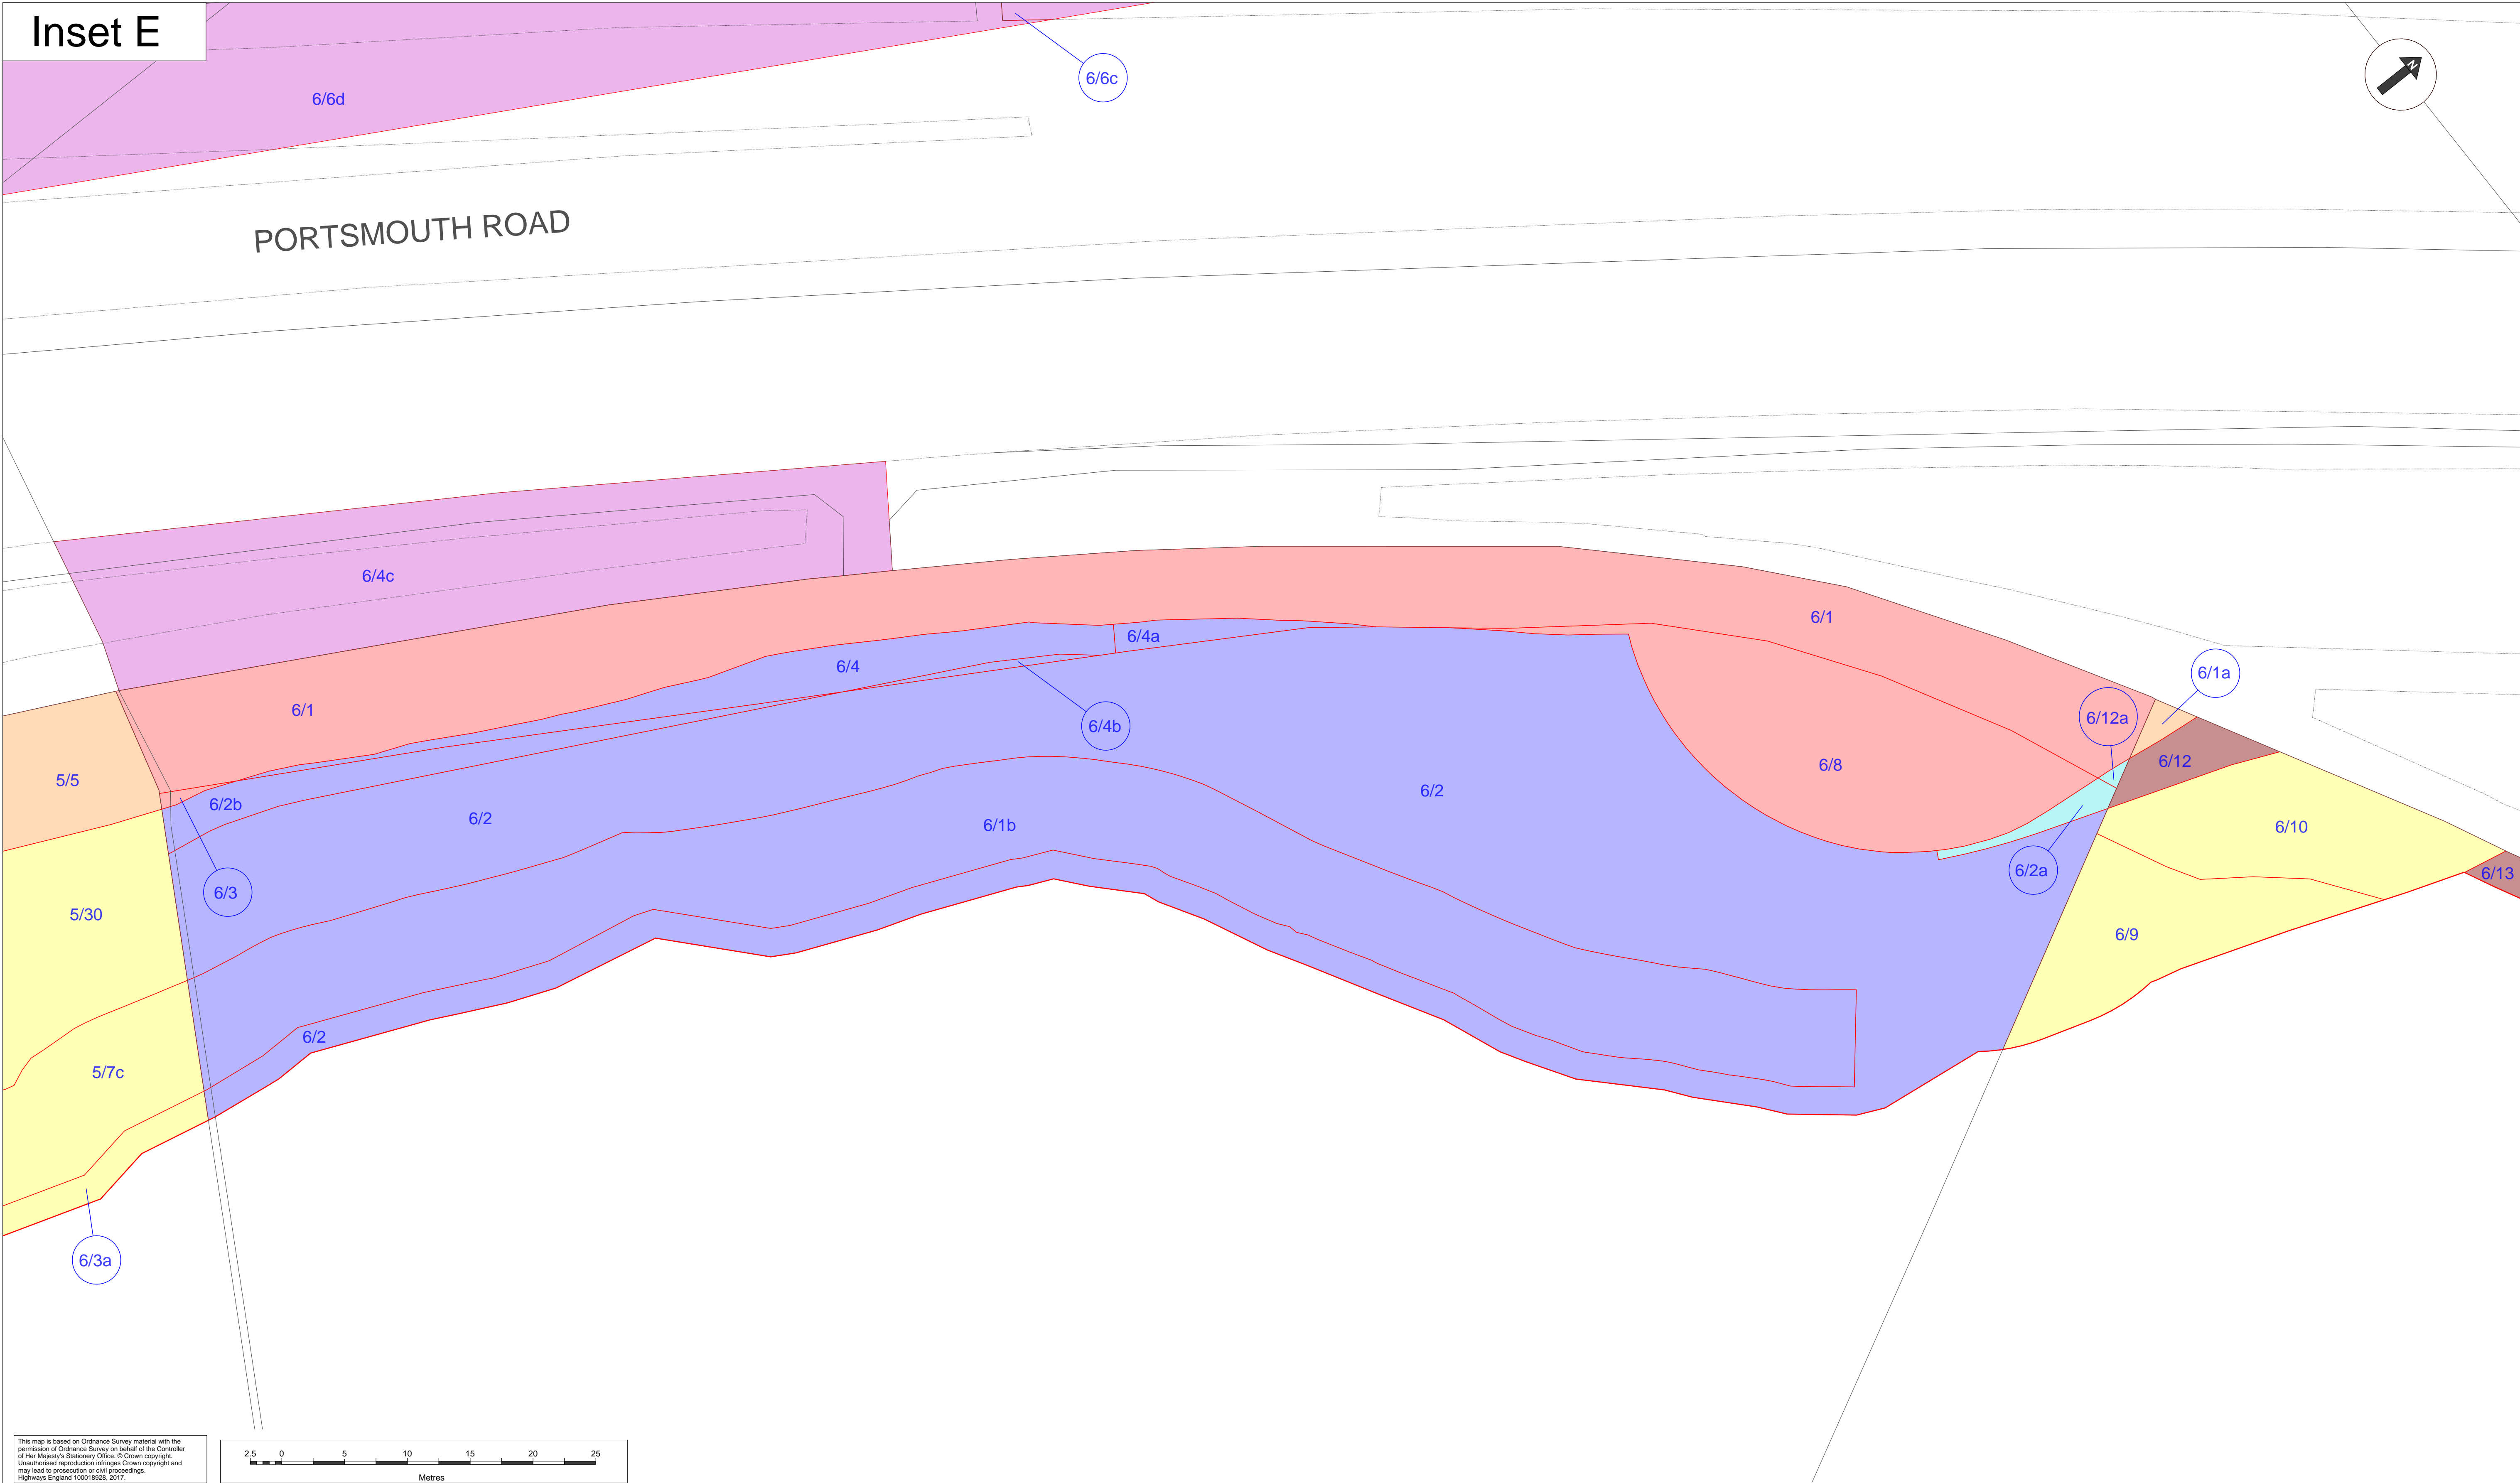 Inset E
6/6c
N
6/6d
PORTSMOUTH ROAD
6/4c
6/1
6/4a
6/4
6/1a
6/1
6/12a
6/4b
6/12
6/8
5/5
6/2
6/2b
6/2
6/1b
6/10
6/2a
6/13
6/3
5/30
6/9
6/2
5/7c
6/3a
This map is based on Ordnance Survey material with the
permission of Ordnance Survey on behalf of the Controller
of Her Majesty's Stationery Office. © Crown copyright.
Unauthorised reproduction infringes Crown copyright and
may lead to prosecution or civil proceedings.
Highways England 100018928, 2017.
2.5 0 5 10 15 20 25
Metres